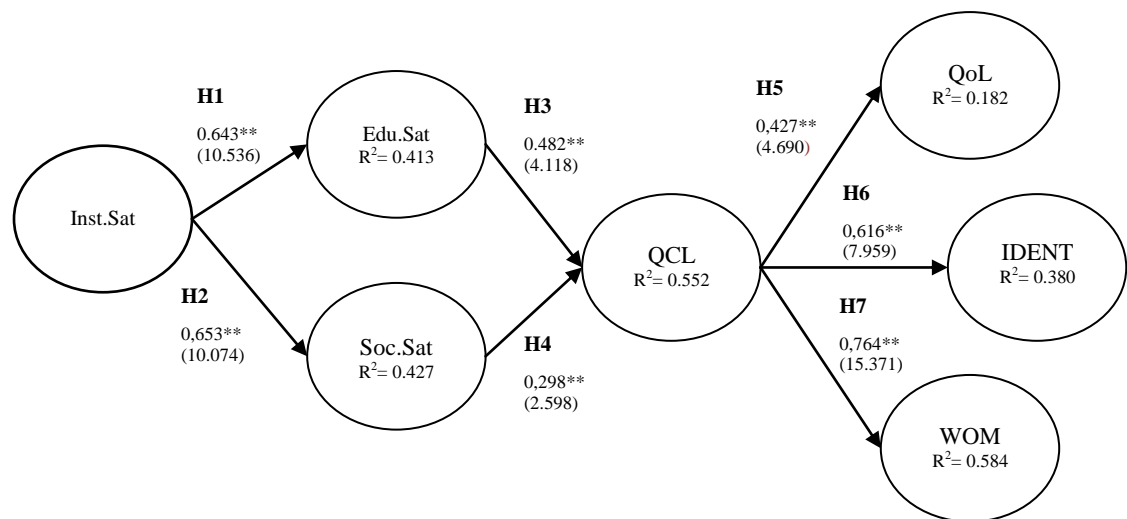 Inst.Sat
H1
0.643**
(10.536)
H2
0,653**
(10.074)
Edu.Sat
R²= 0.413
Soc.Sat
R²= 0.427
H3
0.482**
(4.118)
H4
0,298**
(2.598)
QCL
R²= 0.552
H5
0,427**
(4.690)
H6
0,616**
(7.959)
H7
0,764**
(15.371)
QoL
R²= 0.182
IDENT
R²= 0.380
WOM
R²= 0.584